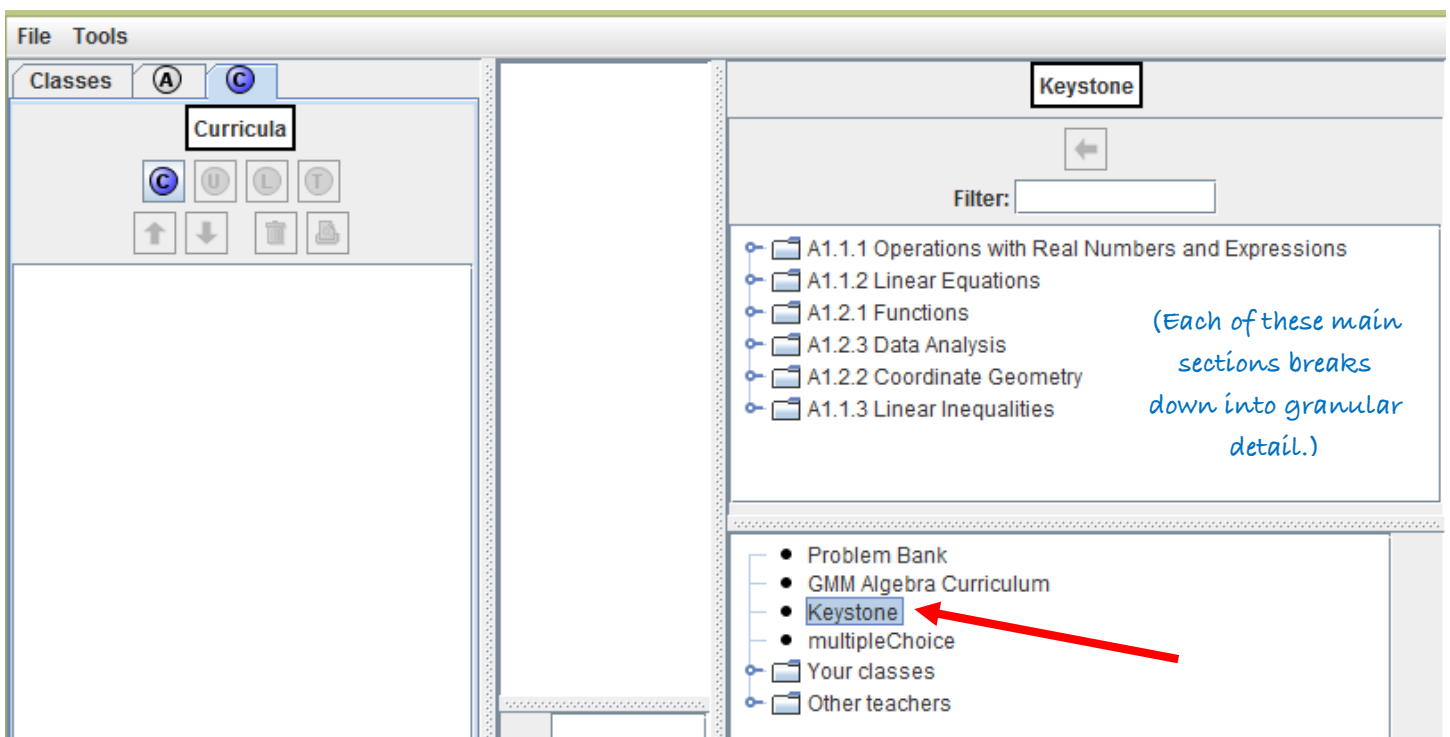 File Tools
Classes A C
Curricula
C U L T
Keystone
Filter:
A1.1.1 Operations with Real Numbers and Expressions
A1.1.2 Linear Equations
A1.2.1 Functions
A1.2.3 Data Analysis
A1.2.2 Coordinate Geometry
A1.1.3 Linear Inequalities
(Each of these main
sections breaks
down into granular
detail.)
Problem Bank
GMM Algebra Curriculum
Keystone
multipleChoice
Your classes
Other teachers